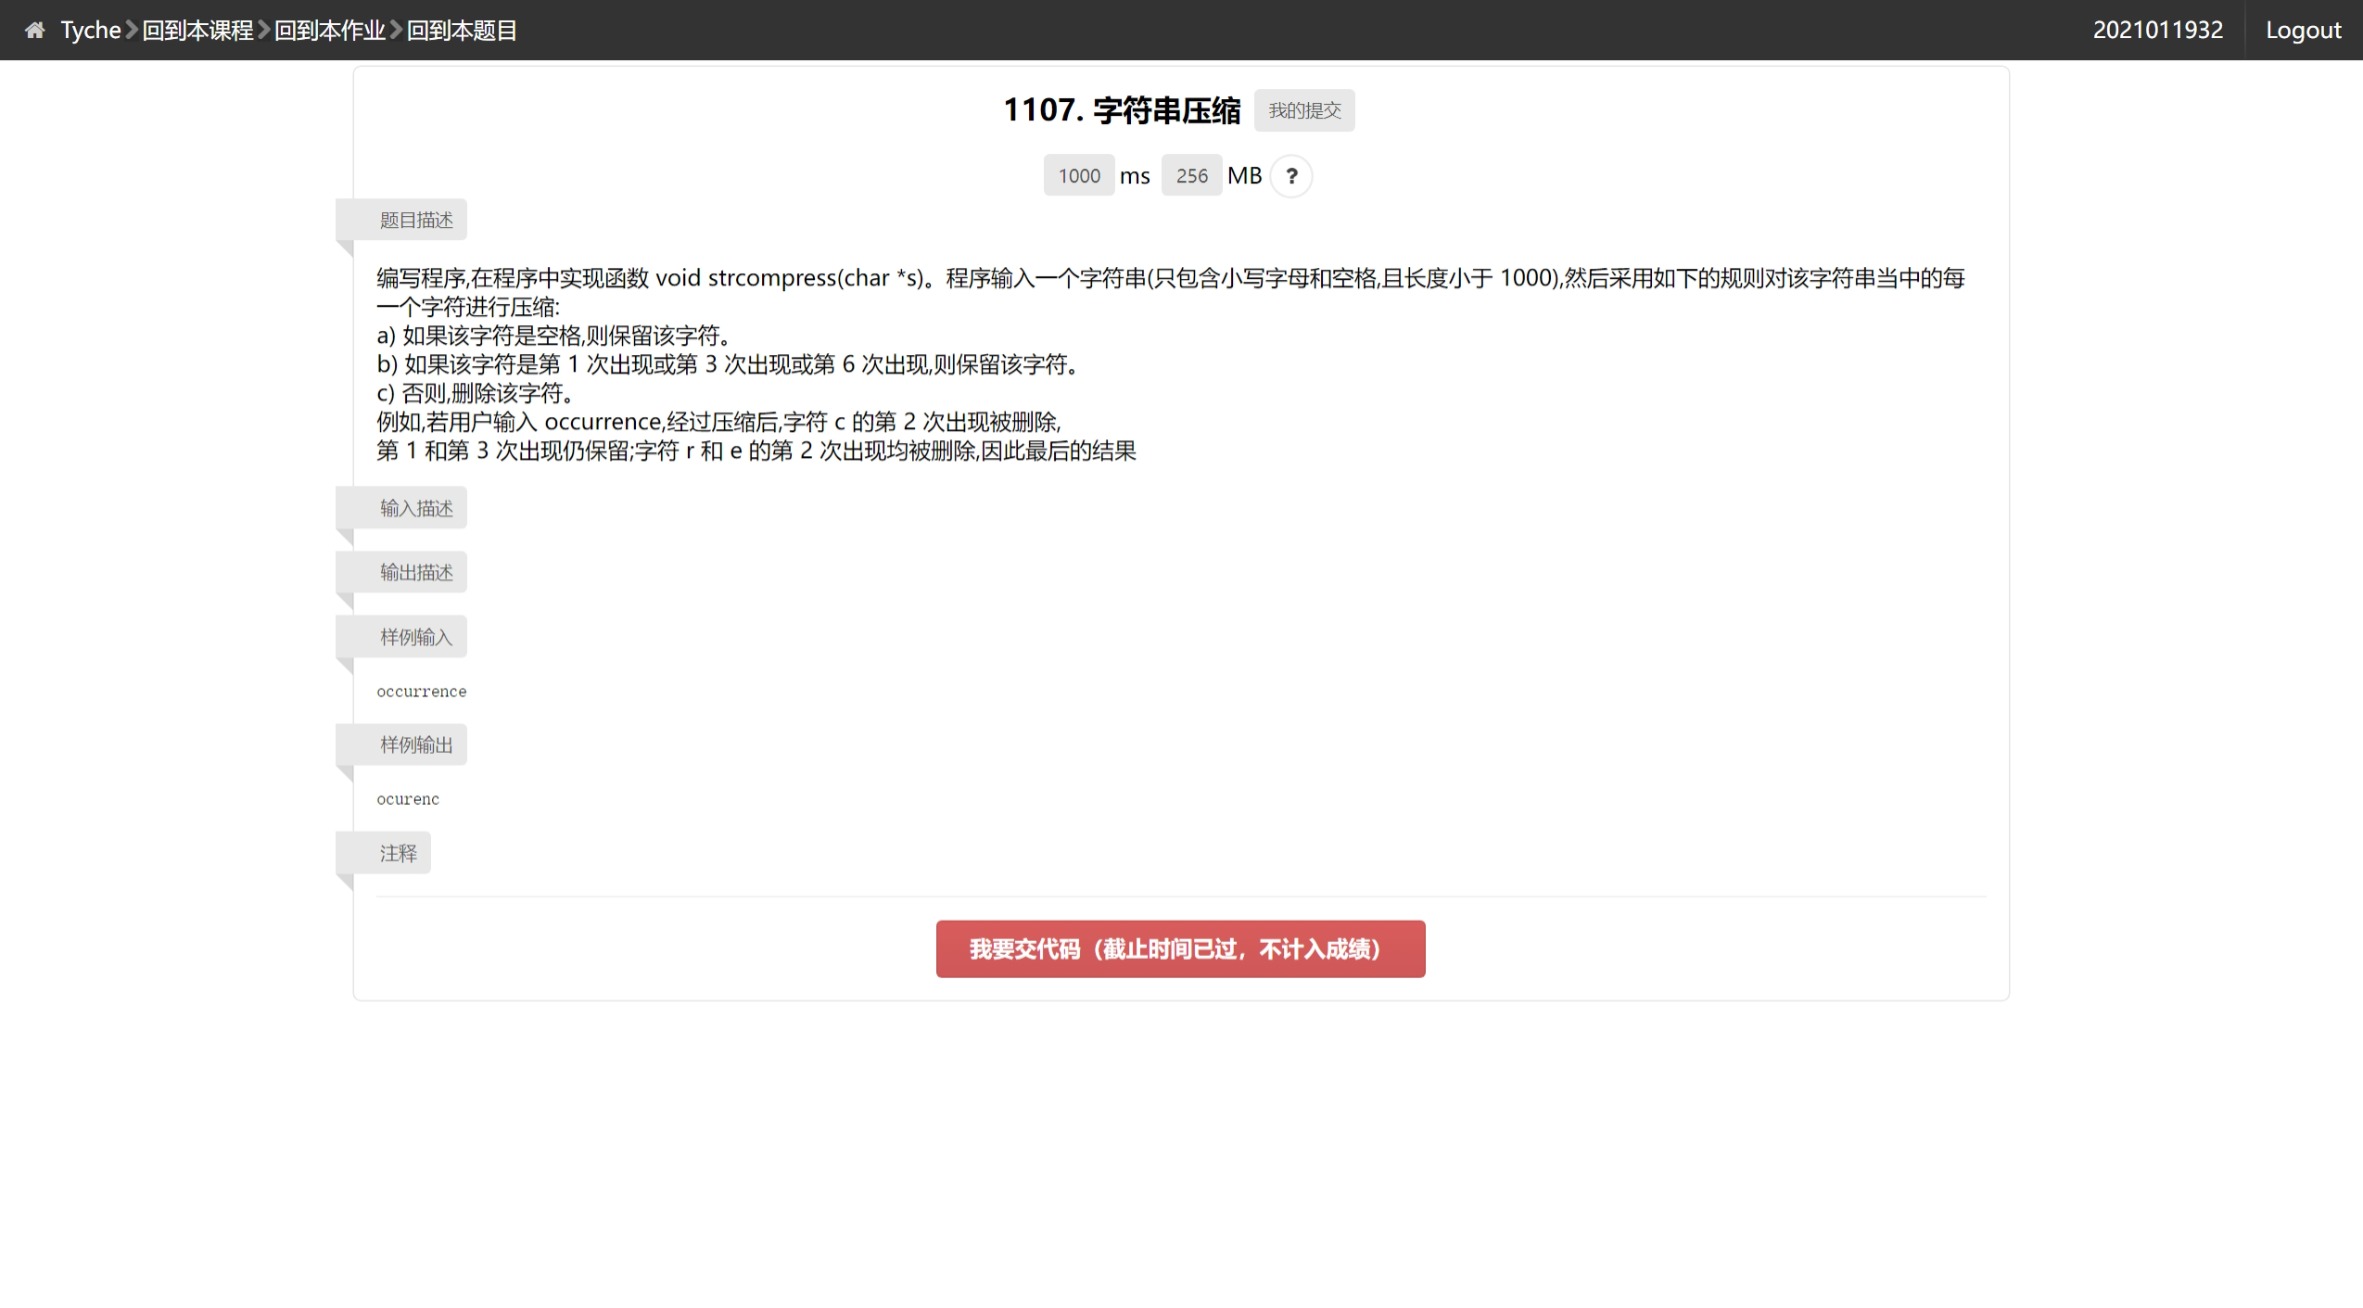 Tyche 回到本课程 回到本作业 回到本题目 2021011932 Logout
1107. 字符串压缩 我的提交
1000 ms 256 MB ?
题目描述
编写程序,在程序中实现函数 void strcompress(char *s)。程序输入一个字符串(只包含小写字母和空格,且长度小于 1000),然后采用如下的规则对该字符串当中的每
一个字符进行压缩:
a) 如果该字符是空格,则保留该字符。
b) 如果该字符是第 1 次出现或第 3 次出现或第 6 次出现,则保留该字符。
c) 否则,删除该字符。
例如,若用户输入 occurrence,经过压缩后,字符 c 的第 2 次出现被删除,
第 1 和第 3 次出现仍保留;字符 r 和 e 的第 2 次出现均被删除,因此最后的结果
输入描述
输出描述
样例输入
occurrence
样例输出
ocurenc
注释
我要交代码（截止时间已过，不计入成绩）